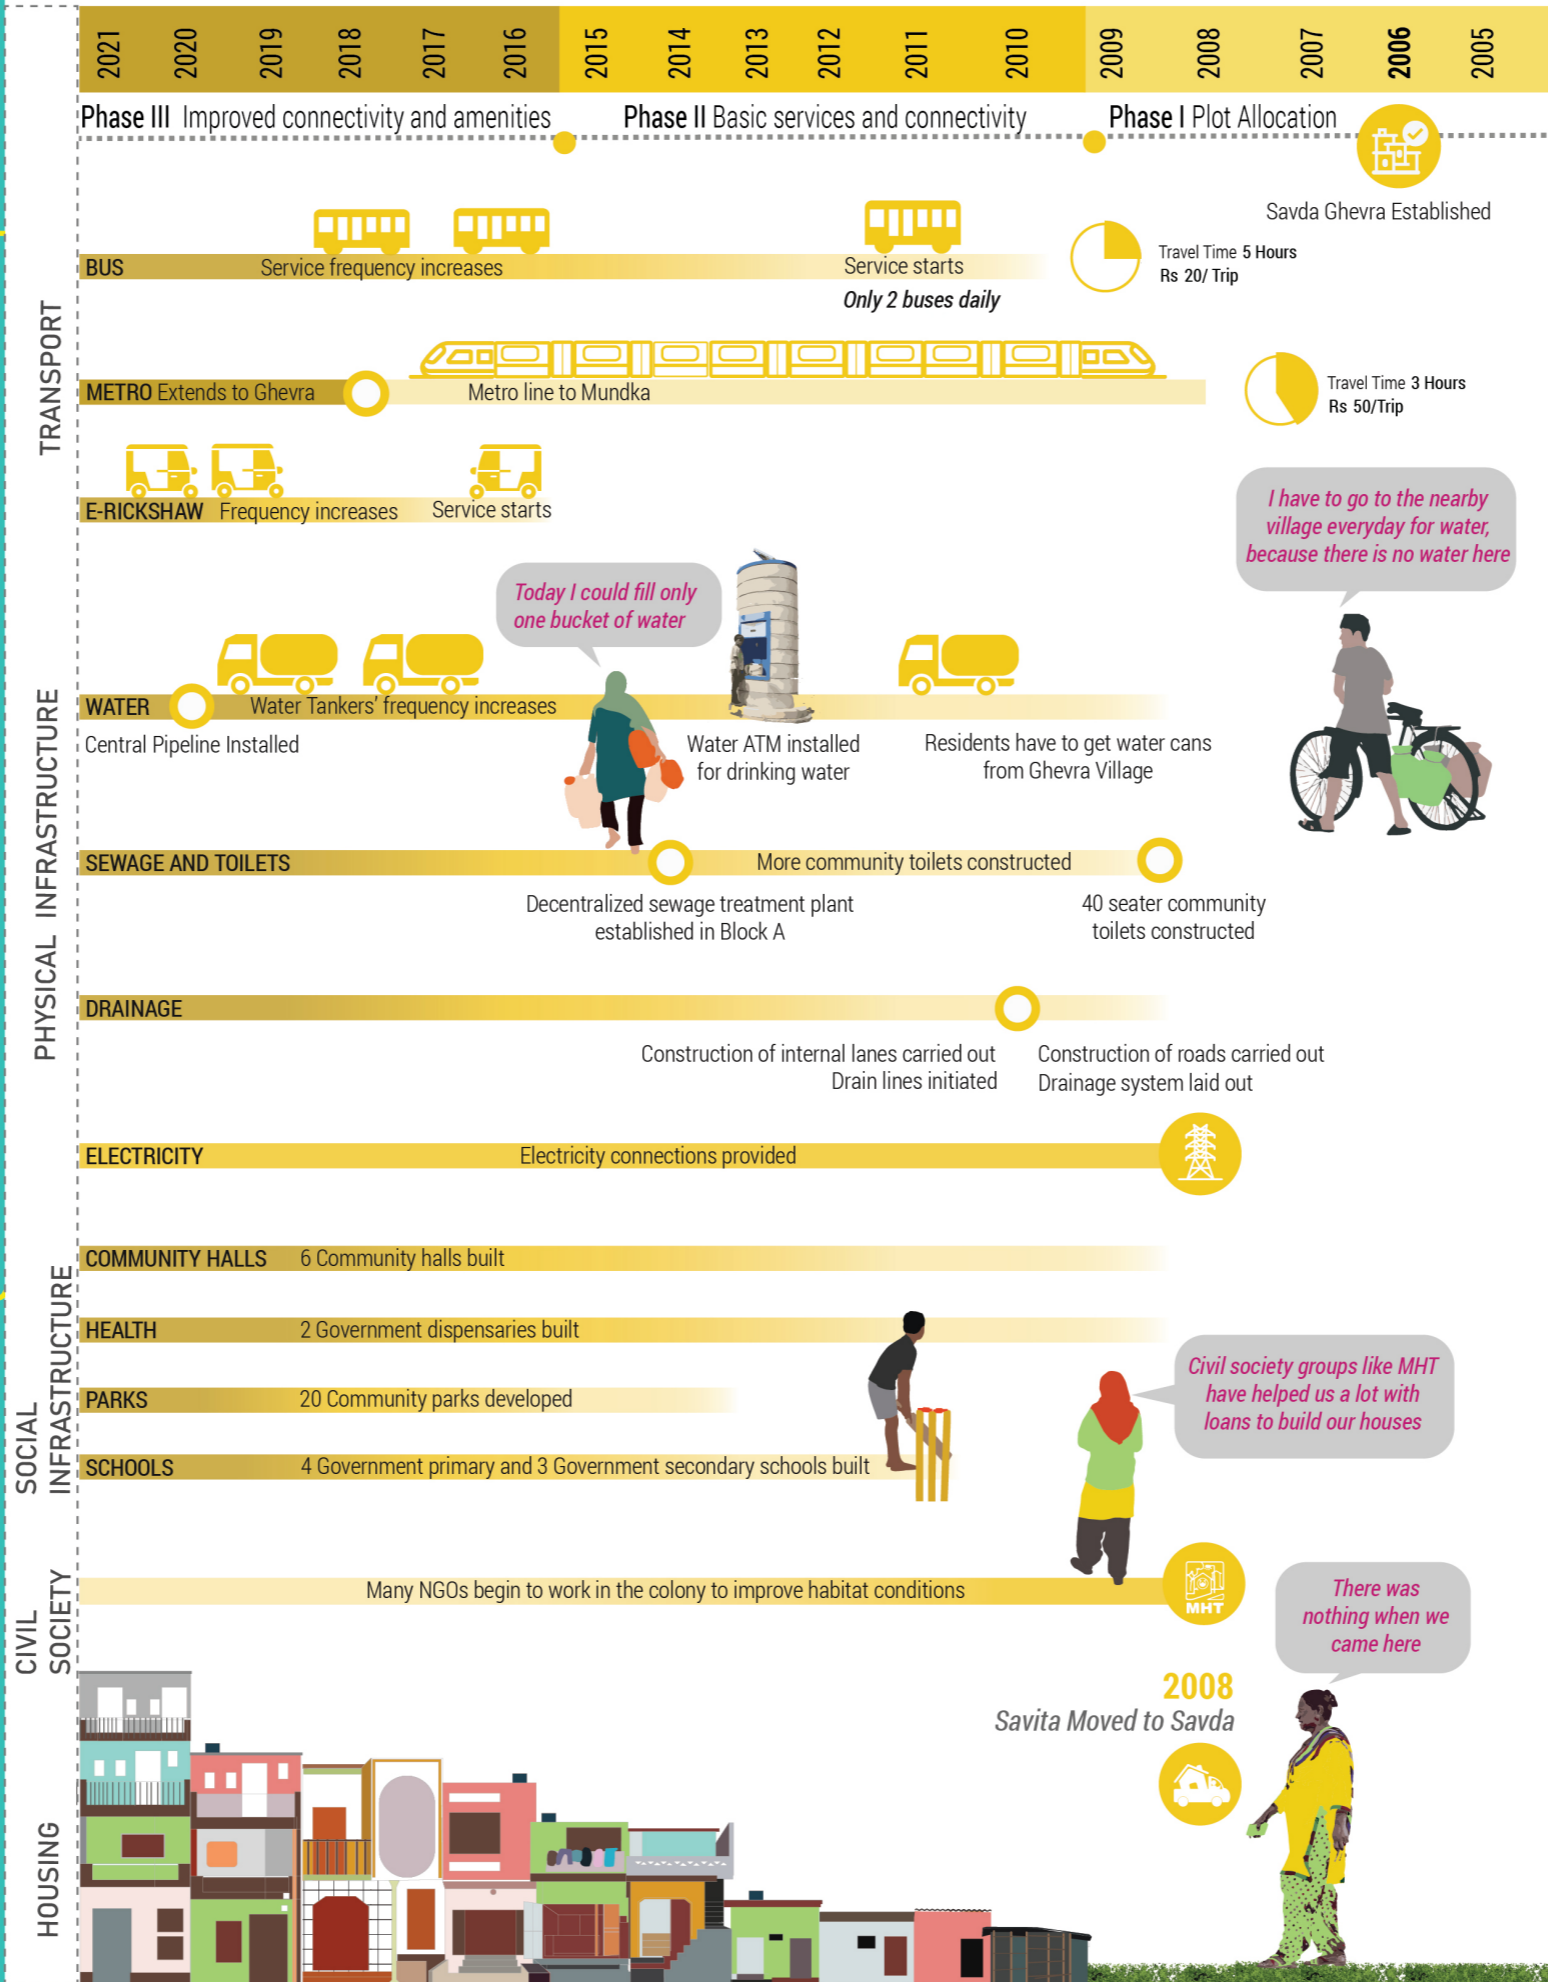 2021 2020 2019 2018 2017 2016 2015 2014 2013 2012 2011 2010 2009 2008 2007 2006 2005
Phase III Improved connectivity and amenities
Phase II Basic services and connectivity
Phase I Plot Allocation
Savda Ghevra Established
TRANSPORT
BUS
Service frequency increases
Service starts
Only 2 buses daily
Travel Time 5 Hours
Rs 20/ Trip
METRO Extends to Ghevra
Metro line to Mundka
Travel Time 3 Hours
Rs 50/Trip
E-RICKSHAW Frequency increases
Service starts
I have to go to the nearby
village everyday for water,
because there is no water here
PHYSICAL INFRASTRUCTURE
Today I could fill only
one bucket of water
WATER
Water Tankers' frequency increases
Central Pipeline Installed
Water ATM installed
for drinking water
Residents have to get water cans
from Ghevra Village
SEWAGE AND TOILETS
More community toilets constructed
Decentralized sewage treatment plant
established in Block A
40 seater community
toilets constructed
DRAINAGE
Construction of internal lanes carried out
Drain lines initiated
Construction of roads carried out
Drainage system laid out
ELECTRICITY
Electricity connections provided
SOCIAL
INFRASTRUCTURE
COMMUNITY HALLS
6 Community halls built
HEALTH
2 Government dispensaries built
PARKS
20 Community parks developed
SCHOOLS
4 Government primary and 3 Government secondary schools built
Civil society groups like MHT
have helped us a lot with
loans to build our houses
CIVIL
SOCIETY
Many NGOs begin to work in the colony to improve habitat conditions
MHT
There was
nothing when we
came here
2008
Savita Moved to Savda
HOUSING